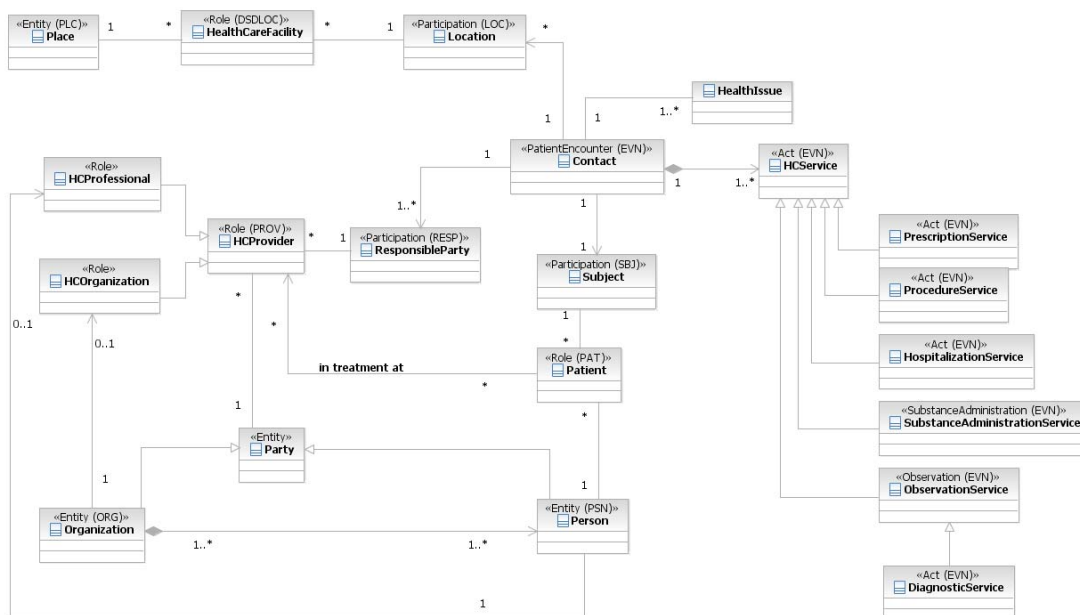 «Entity (PLC)»
Place
1
*
«Role (DSDLOC)»
HealthCareFacility
*
1
«Participation (LOC)»
Location
*
1
HealthIssue
1..*
1
«PatientEncounter (EVN)»
Contact
1
1..*
«Act (EVN)»
HCService
1
1..*
1
1
«Role»
HCProfessional
«Role (PROV)»
HCProvider
*
1
«Participation (RESP)»
ResponsibleParty
«Act (EVN)»
PrescriptionService
«Role»
HCOrganization
«Participation (SBJ)»
Subject
«Act (EVN)»
ProcedureService
*
*
1
*
0..1
0..1
in treatment at
*
«Role (PAT)»
Patient
«Act (EVN)»
HospitalizationService
*
1
«Entity»
Party
«SubstanceAdministration (EVN)»
SubstanceAdministrationService
1
1
«Observation (EVN)»
ObservationService
«Entity (ORG)»
Organization
1..*
1..*
«Entity (PSN)»
Person
«Act (EVN)»
DiagnosticService
1